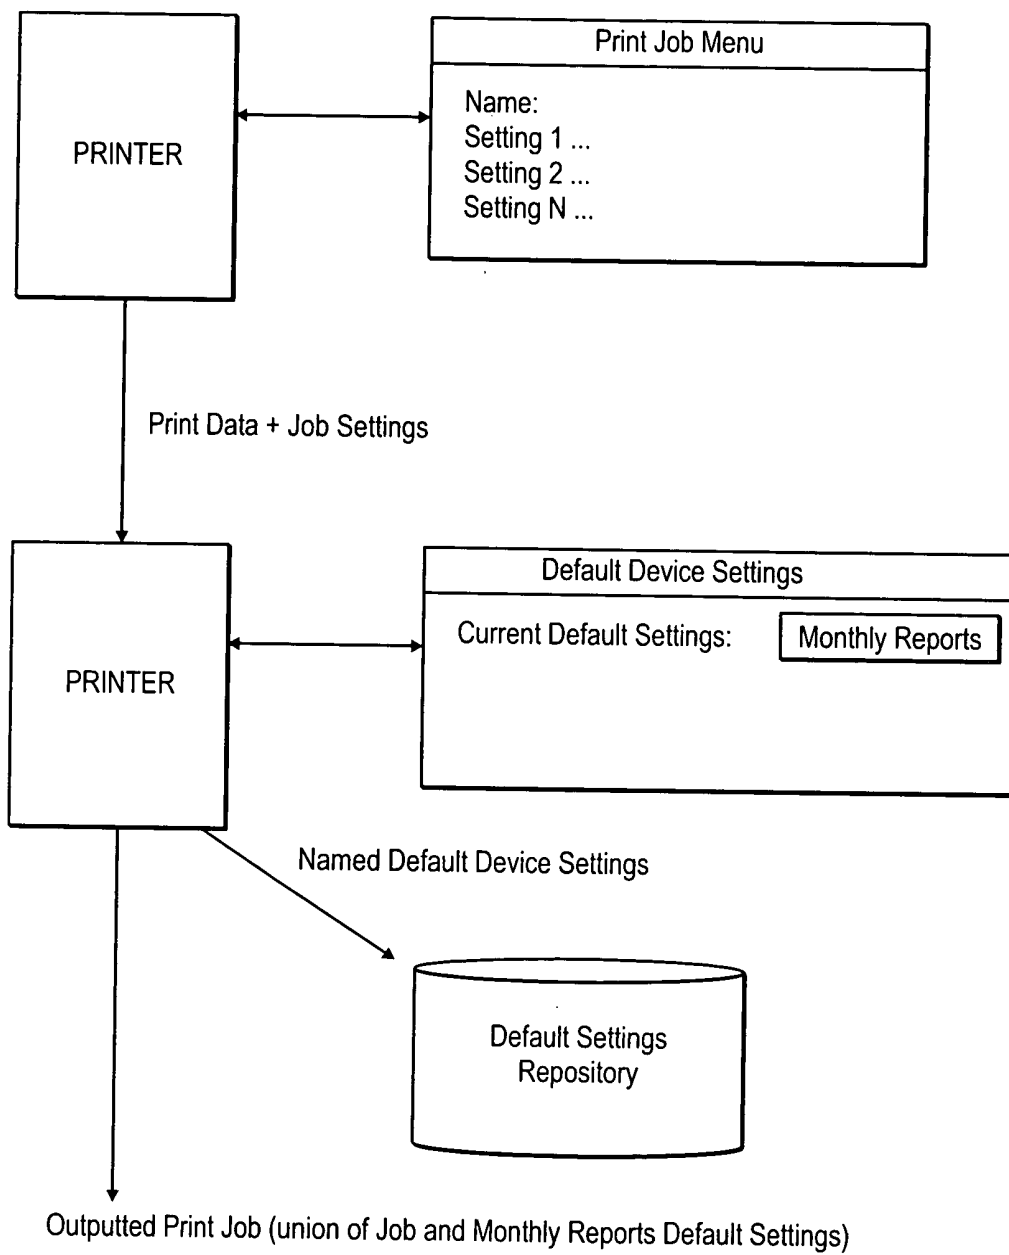 Print Job Menu
PRINTER
Name:
Setting 1 ...
Setting 2 ...
Setting N ...
Print Data + Job Settings
Default Device Settings
PRINTER
Current Default Settings:
Monthly Reports
Named Default Device Settings
Default Settings
Repository
Outputted Print Job (union of Job and Monthly Reports Default Settings)